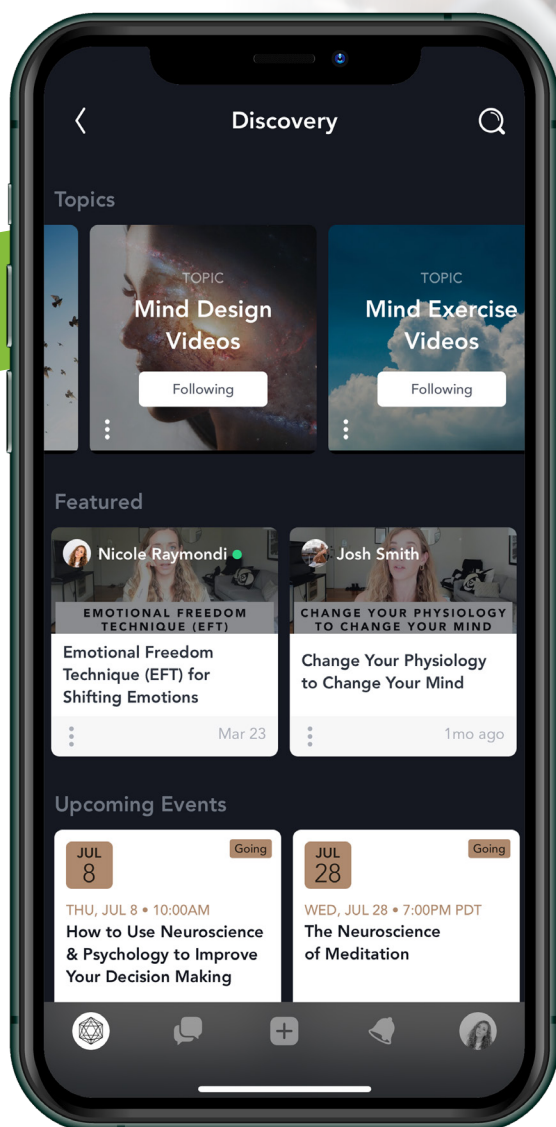 Discovery
Topics
TOPIC
Mind Design
Videos
Following
TOPIC
Mind Exercise
Videos
Following
Featured
Nicole Raymondi
EMOTIONAL FREEDOM
TECHNIQUE (EFT)
Emotional Freedom
Technique (EFT) for
Shifting Emotions
Mar 23
Josh Smith
CHANGE YOUR PHYSIOLOGY
TO CHANGE YOUR MIND
Change Your Physiology
to Change Your Mind
1mo ago
Upcoming Events
JUL
8
Going
THU, JUL 8 • 10:00AM
How to Use Neuroscience
& Psychology to Improve
Your Decision Making
JUL
28
Going
WED, JUL 28 • 7:00PM PDT
The Neuroscience
of Meditation